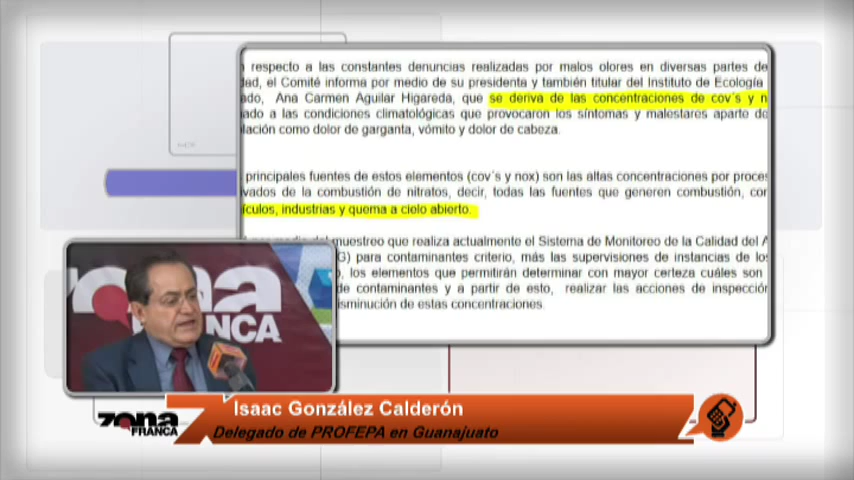 respecto a las constantes denuncias realizadas por malos olores en diversas partes de
el Comité informa por medio de su presidenta y también titular del Instituto de Ecología
Ana Carmen Aguilar Higareda, que se deriva de las concentraciones de cov´s y n
a las condiciones climatológicas que provocaron los síntomas y malestares aparte de
como dolor de garganta, vómito y dolor de cabeza.
principales fuentes de estos elementos (cov´s y nox) son las altas concentraciones por proces
de la combustión de nitratos, decir, todas las fuentes que generen combustión,
ículos, industrias y quema a cielo abierto.
muestreo que realiza actualmente el Sistema de Monitoreo de la Calidad del A
G) para contaminantes criterio, más las supervisiones de instancias de los
los elementos que permitirán determinar con mayor certeza cuáles son
de contaminantes y a partir de esto, realizar las acciones de inspección
isminución de estas concentraciones.
zona
FRANCA
Isaac González Calderón
Delegado de PROFEPA en Guanajuato
zona
FRANCA